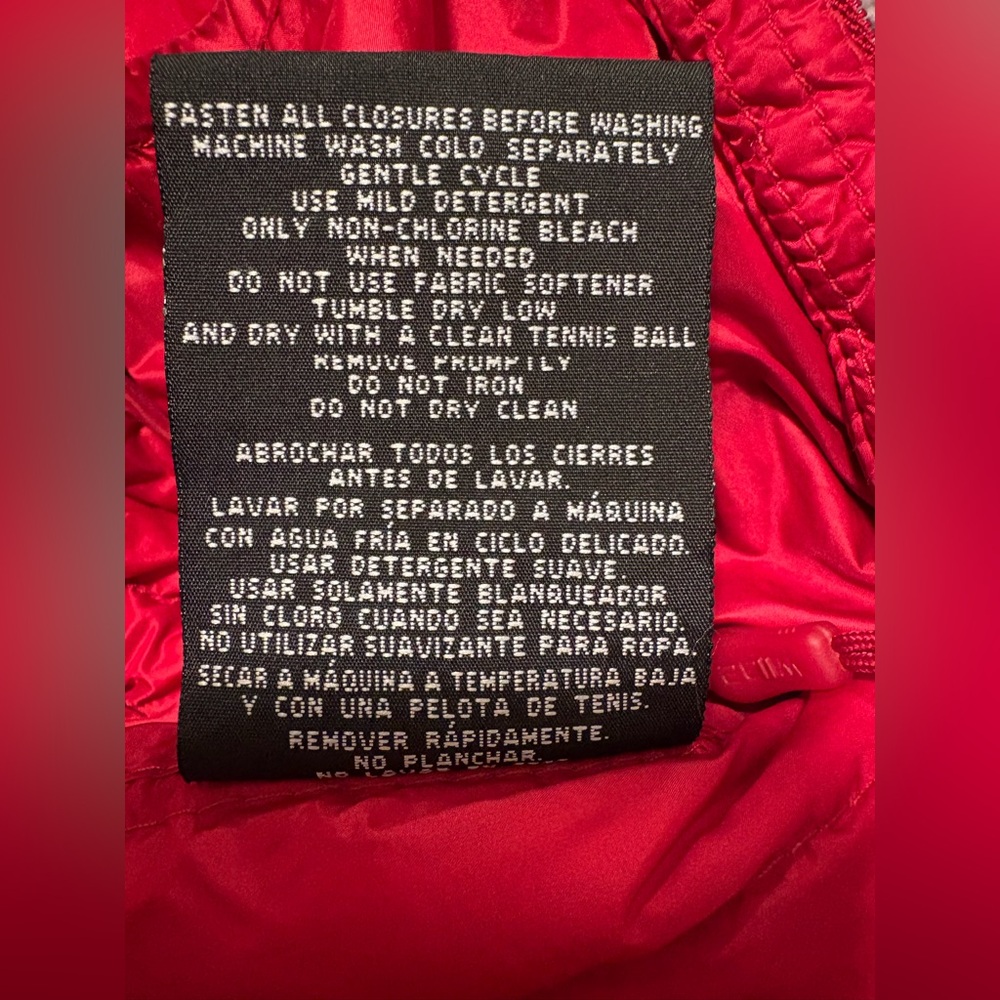 FASTEN ALL CLOSURES BEFORE WASHING
MACHINE WASH COLD SEPARATELY
GENTLE CYCLE
USE MILD DETERGENT
ONLY NON-CHLORINE BLEACH
WHEN NEEDED
DO NOT USE FABRIC SOFTENER
TUMBLE DRY LOW
AND DRY WITH A CLEAN TENNIS BALL
REMOVE PROMPTLY
DO NOT IRON
DO NOT DRY CLEAN
ABROCHAR TODOS LOS CIERRES
ANTES DE LAVAR.
LAVAR POR SEPARADO A MÁQUINA
CON AGUA FRÍA EN CICLO DELICADO.
USAR DETERGENTE SUAVE.
USAR SOLAMENTE BLANQUEADOR
SIN CLORO CUANDO SEA NECESARIO.
NO UTILIZAR SUAVIZANTE PARA ROPA.
SECAR A MÁQUINA A TEMPERATURA BAJA
Y CON UNA PELOTA DE TENIS.
REMOVER RÁPIDAMENTE.
NO PLANCHAR.
NO LAVAR EN